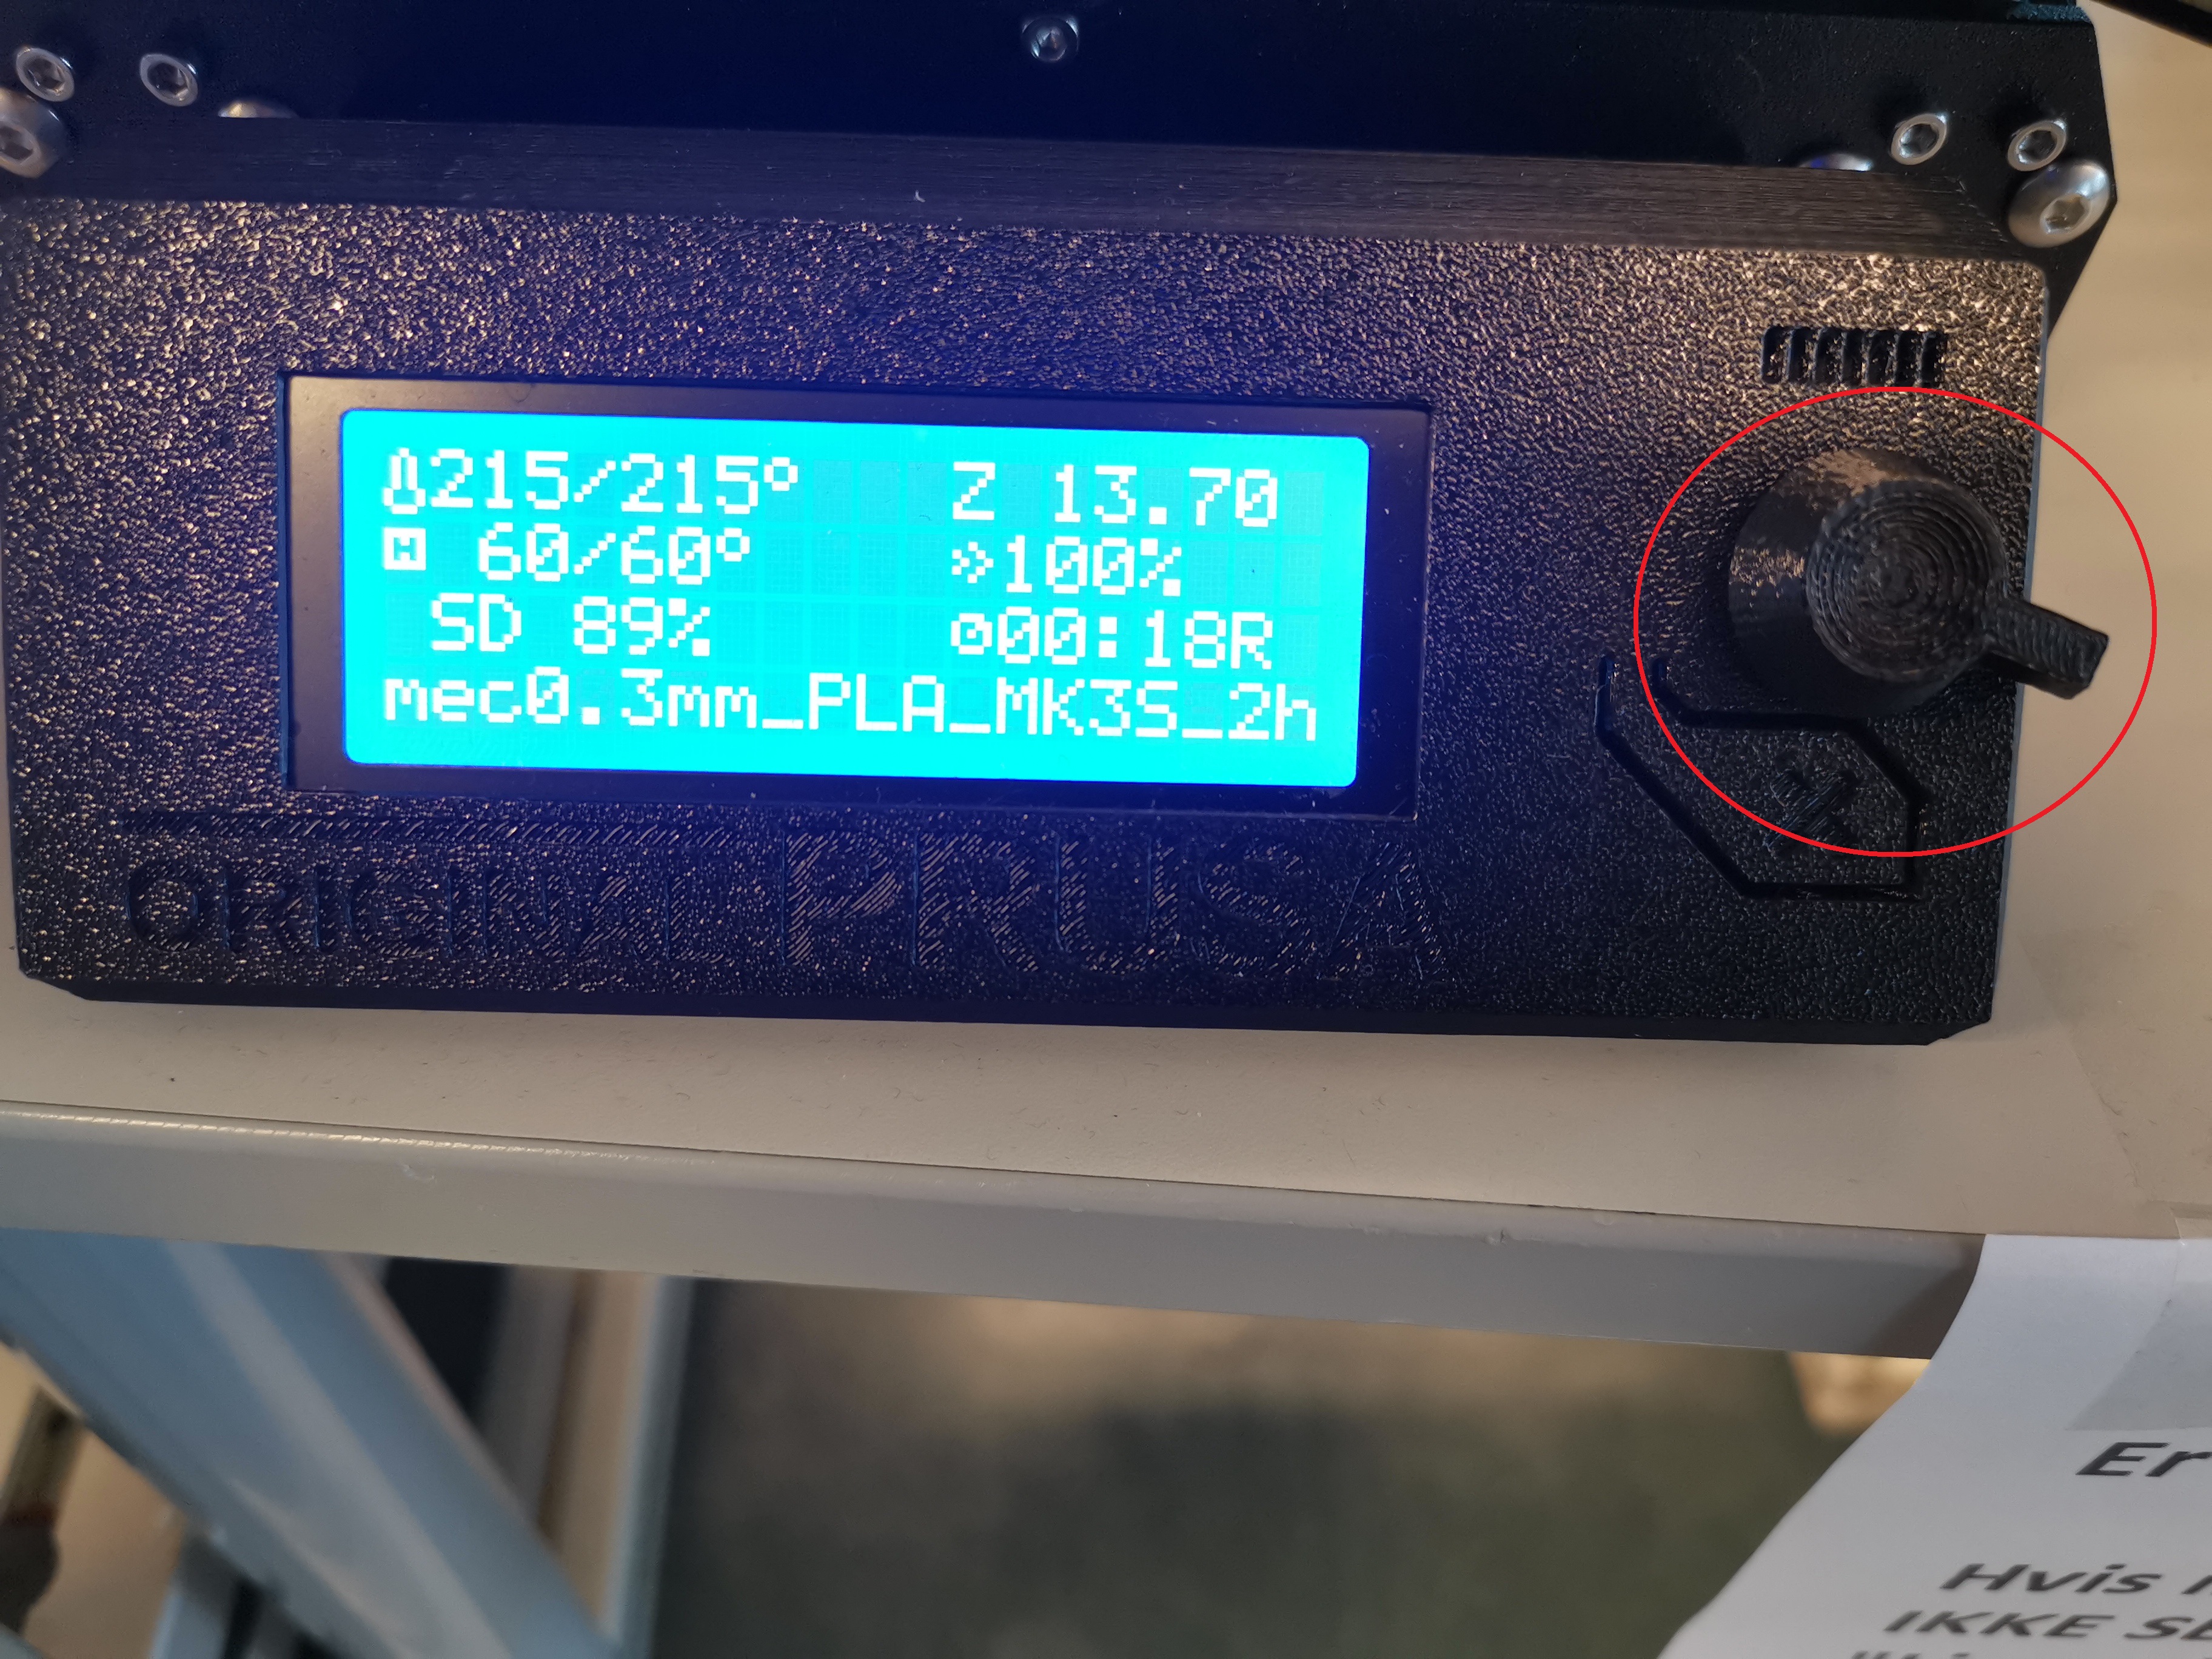 215/215° Z 13.70
60/60° »100%
SD 89% 00:18R
mec0.3mm_PLA_MK3S_2h
ORIGINAL PRUSA
Er
Hvis
IKKE